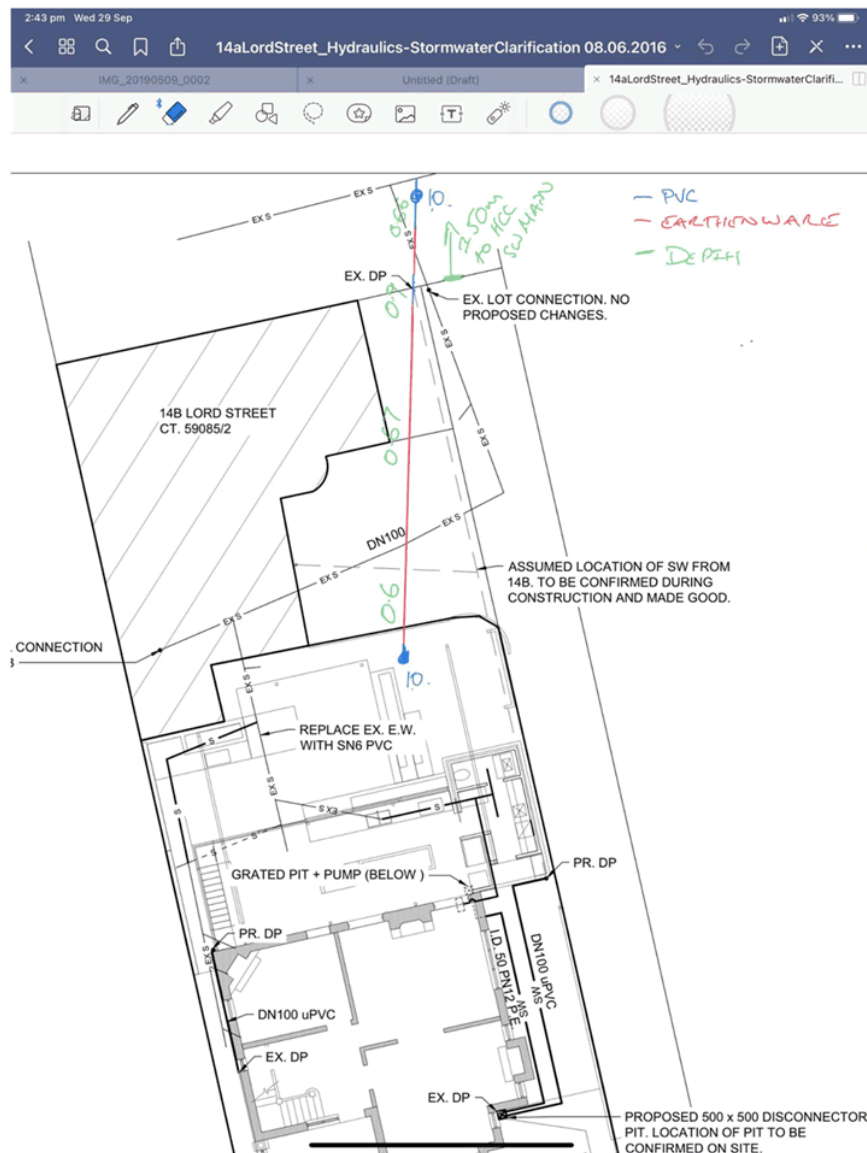 2:43 pm Wed 29 Sep
93%
14aLordStreet_Hydraulics-StormwaterClarification 08.06.2016
IMG_20190509_0002
Untitled (Draft)
14aLordStreet_Hydraulics-StormwaterClarifi...
EX S
EX S
0.66
EX S
10.
750m
TO HCC
SW MAIN
PVC
EARTHENWARE
DEPTH
EX. DP
0.9
EX. LOT CONNECTION. NO
PROPOSED CHANGES.
EX S
14B LORD STREET
CT. 59085/2
0.67
EX S
DN100
EX S
EX S
ASSUMED LOCATION OF SW FROM
14B. TO BE CONFIRMED DURING
CONSTRUCTION AND MADE GOOD.
0.6
EX S
. CONNECTION
10.
EX S
REPLACE EX. E.W.
WITH SN6 PVC
S
S
EX S
EX S
S
S
S
GRATED PIT + PUMP (BELOW )
PR. DP
PR. DP
EX S
I.D. 50 PN12 P.E.
SW
DN100 uPVC
SW
DN100 uPVC
EX. DP
EX. DP
PROPOSED 500 x 500 DISCONNECTOR
PIT. LOCATION OF PIT TO BE
CONFIRMED ON SITE.